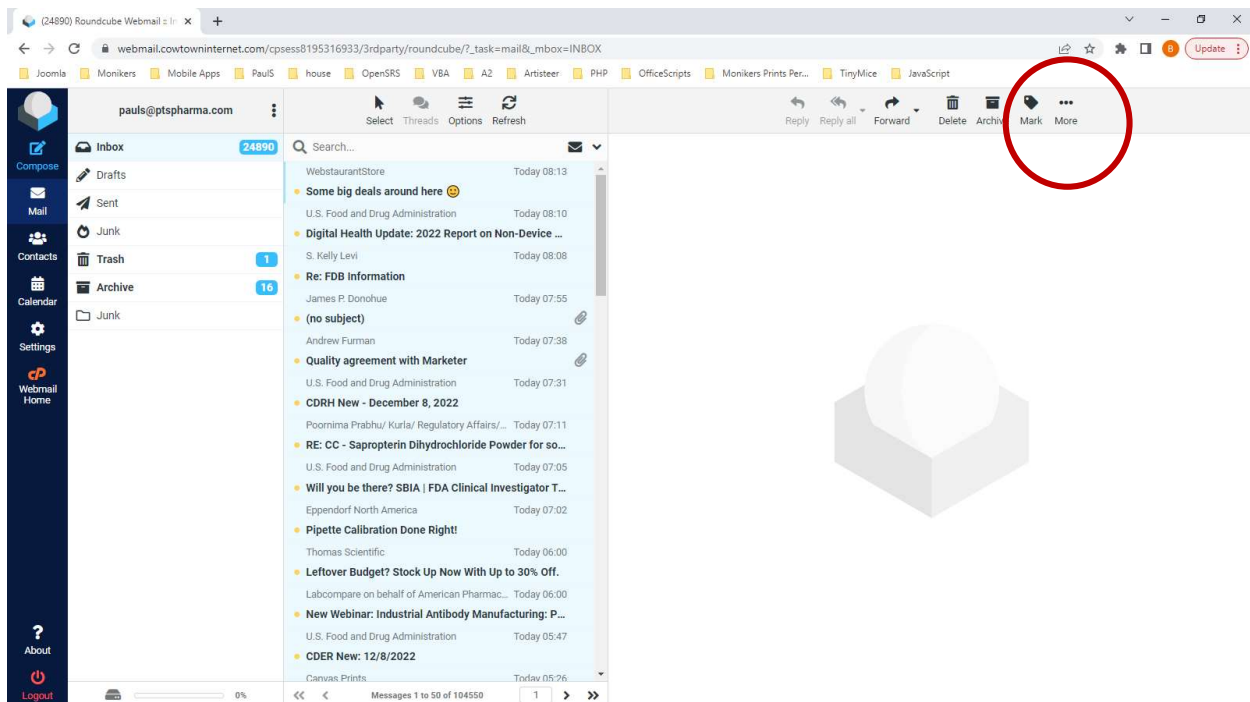 (24890) Roundcube Webmail :: In
webmail.cowtowninternet.com/cpsess8195316933/3rdparty/roundcube/?_task=mail&_mbox=INBOX
Update
Joomla Monikers Mobile Apps PaulS house OpenSRS VBA A2 Artisteer PHP OfficeScripts Monikers Prints Per... TinyMice JavaScript
pauls@ptspharma.com
Select Threads Options Refresh
Reply Reply all Forward Delete Archive Mark More
Compose
Mail
Contacts
Calendar
Settings
cP
Webmail
Home
?
About
Logout
Inbox 24890
Drafts
Sent
Junk
Trash 1
Archive 16
Junk
0%
Search...
WebstaurantStore Today 08:13
Some big deals around here 🙂
U.S. Food and Drug Administration Today 08:10
Digital Health Update: 2022 Report on Non-Device ...
S. Kelly Levi Today 08:08
Re: FDB Information
James P. Donohue Today 07:55
(no subject)
Andrew Furman Today 07:38
Quality agreement with Marketer
U.S. Food and Drug Administration Today 07:31
CDRH New - December 8, 2022
Poornima Prabhu/ Kurla/ Regulatory Affairs/... Today 07:11
RE: CC - Sapropterin Dihydrochloride Powder for so...
U.S. Food and Drug Administration Today 07:05
Will you be there? SBIA | FDA Clinical Investigator T...
Eppendorf North America Today 07:02
Pipette Calibration Done Right!
Thomas Scientific Today 06:00
Leftover Budget? Stock Up Now With Up to 30% Off.
Labcompare on behalf of American Pharmac... Today 06:00
New Webinar: Industrial Antibody Manufacturing: P...
U.S. Food and Drug Administration Today 05:47
CDER New: 12/8/2022
Canvas Prints Today 05:26
Messages 1 to 50 of 104550 1